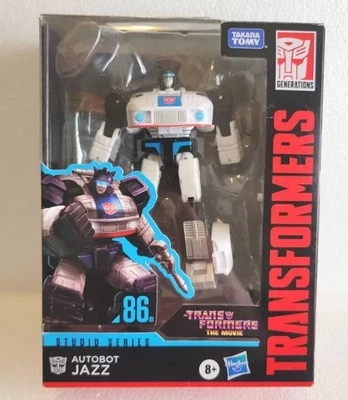 TAKARA
TOMY
GENERATIONS
TRANSFORMERS
86
TRANSFORMERS
THE MOVIE
STUDIO SERIES
AUTOBOT
JAZZ
8+
Hasbro